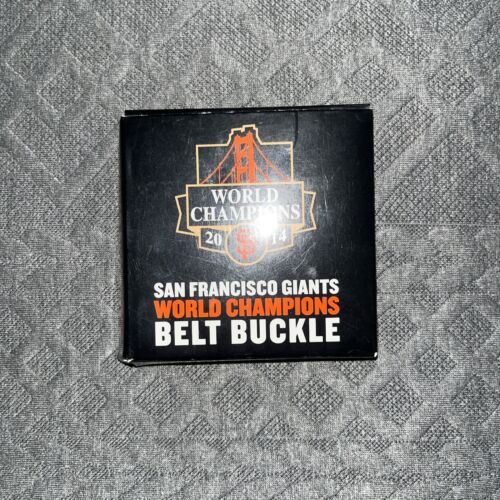 WORLD
CHAMPIONS
20 SF 14
SAN FRANCISCO GIANTS
WORLD CHAMPIONS
BELT BUCKLE